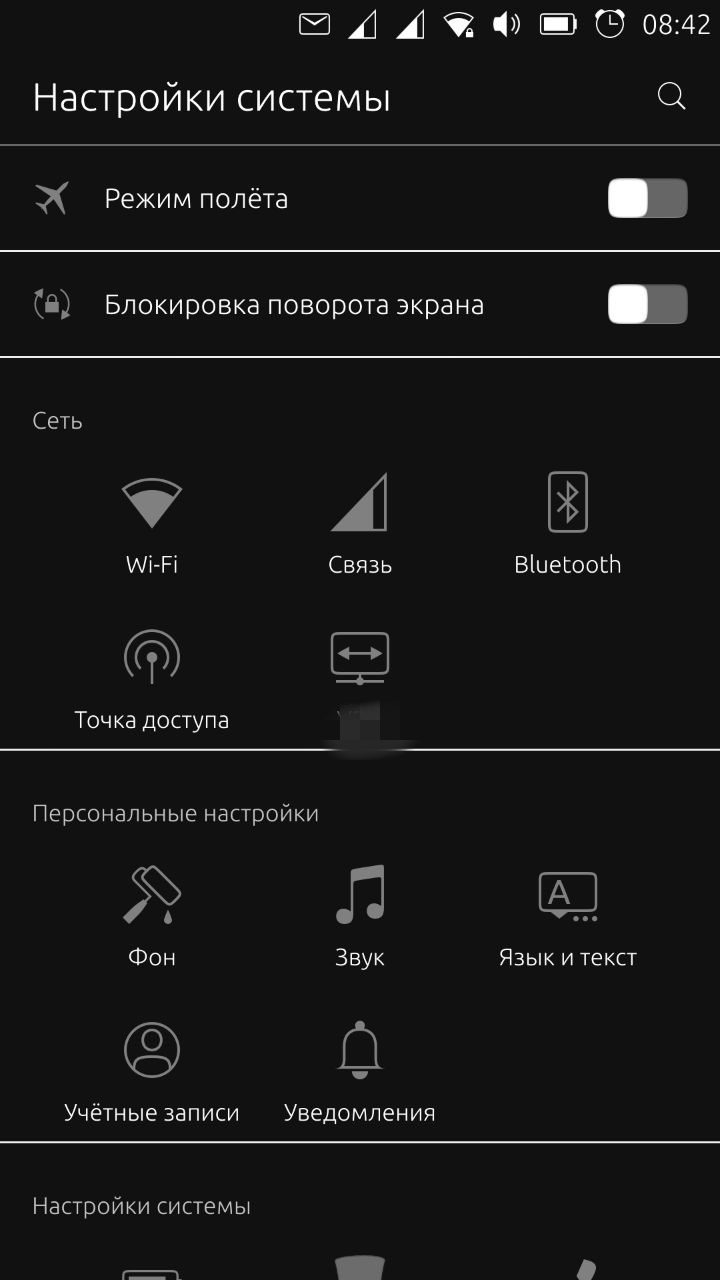 08:42
Настройки системы
Режим полёта
Блокировка поворота экрана
Сеть
Wi-Fi
Связь
Bluetooth
Точка доступа
Персональные настройки
A
Фон
Звук
Язык и текст
Учётные записи
Уведомления
Настройки системы